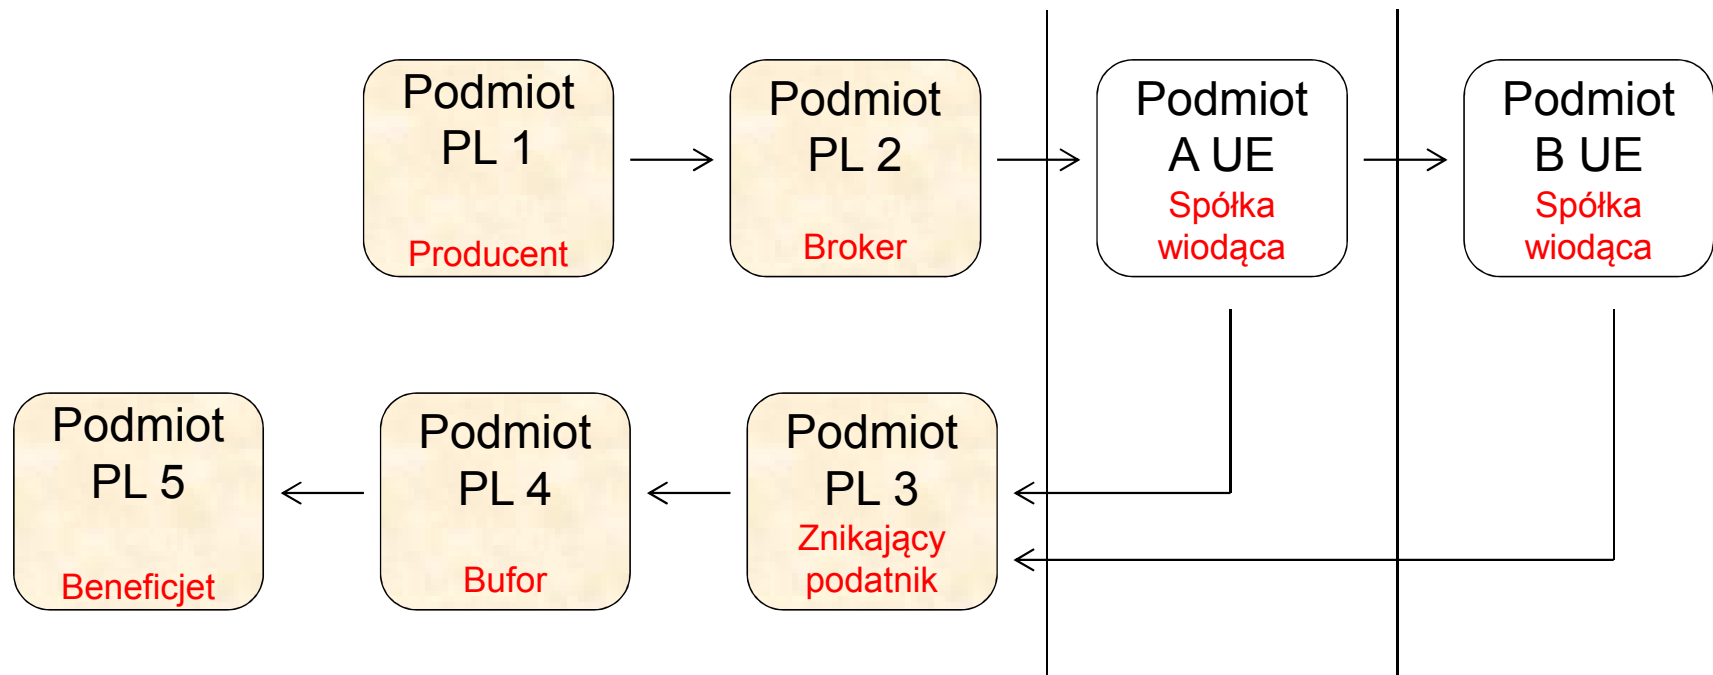 Podmiot
PL 1
Producent
Podmiot
PL 2
Broker
Podmiot
A UE
Spółka
wiodąca
Podmiot
B UE
Spółka
wiodąca
Podmiot
PL 5
Beneficjet
Podmiot
PL 4
Bufor
Podmiot
PL 3
Znikający
podatnik